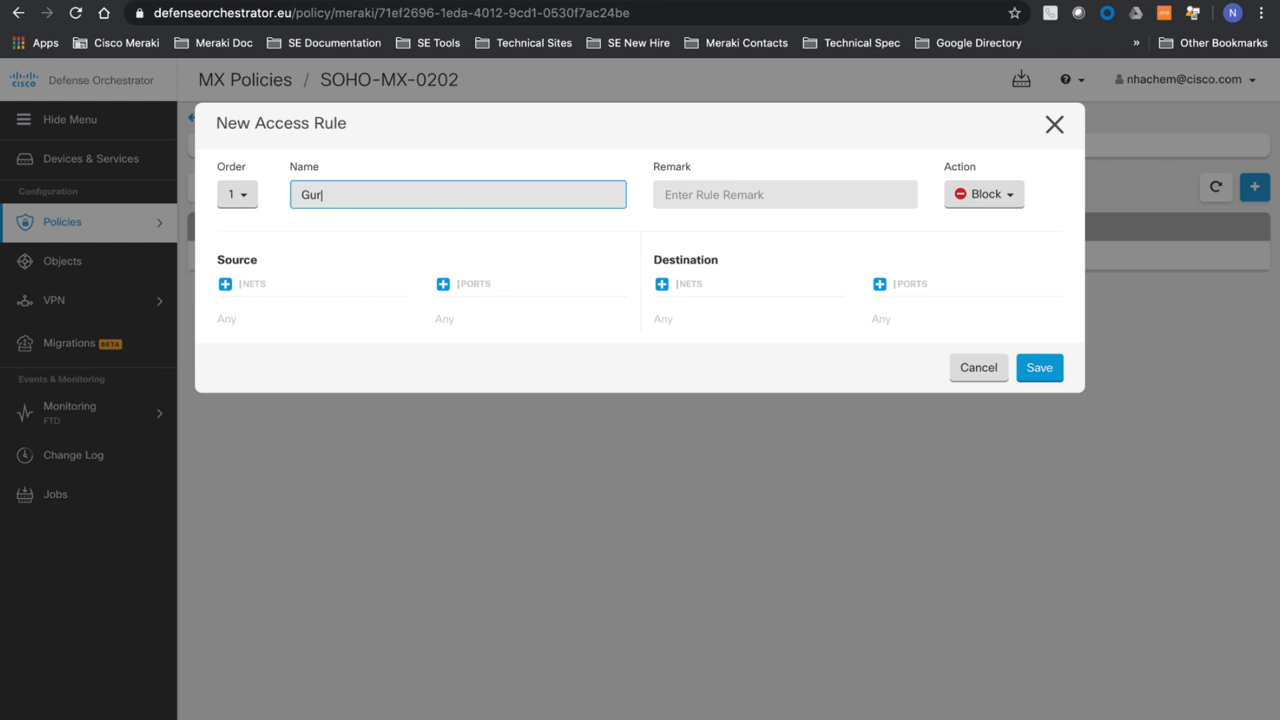 defenseorchestrator.eu/policy/meraki/71ef2696-1eda-4012-9cd1-0530f7ac24be
N
Apps Cisco Meraki Meraki Doc SE Documentation SE Tools Technical Sites SE New Hire Meraki Contacts Technical Spec Google Directory » Other Bookmarks
CISCO Defense Orchestrator
MX Policies / SOHO-MX-0202
nhachem@cisco.com
Hide Menu
Devices & Services
Configuration
Policies
Objects
VPN
Migrations BETA
Events & Monitoring
Monitoring
FTD
Change Log
Jobs
New Access Rule
Order Name Remark Action
1 Gur Enter Rule Remark Block
Source Destination
NETS PORTS NETS PORTS
Any Any Any Any
Cancel Save